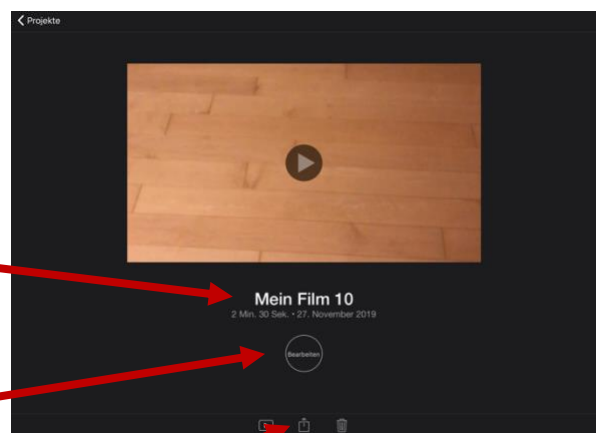 Projekte
Mein Film 10
2 Min. 30 Sek. • 27. November 2019
Bearbeiten